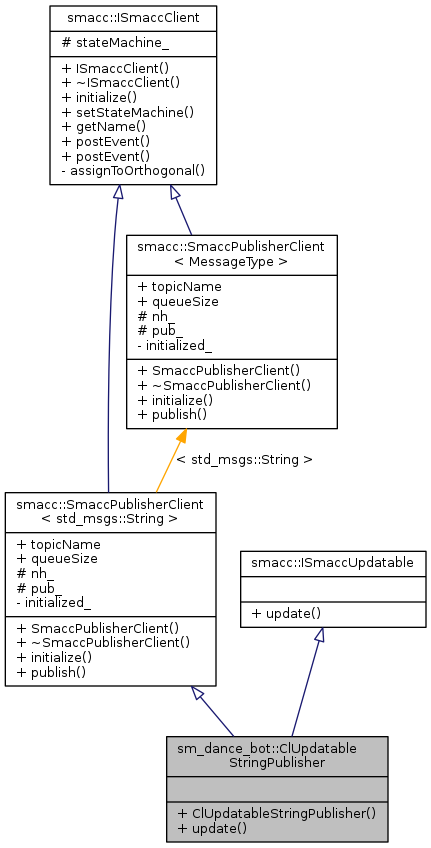 smacc::ISmaccClient
# stateMachine_
+ ISmaccClient()
+ ~ISmaccClient()
+ initialize()
+ setStateMachine()
+ getName()
+ postEvent()
+ postEvent()
- assignToOrthogonal()
smacc::SmaccPublisherClient
< MessageType >
+ topicName
+ queueSize
# nh_
# pub_
- initialized_
+ SmaccPublisherClient()
+ ~SmaccPublisherClient()
+ initialize()
+ publish()
< std_msgs::String >
smacc::SmaccPublisherClient
< std_msgs::String >
+ topicName
+ queueSize
# nh_
# pub_
- initialized_
+ SmaccPublisherClient()
+ ~SmaccPublisherClient()
+ initialize()
+ publish()
smacc::ISmaccUpdatable
+ update()
sm_dance_bot::ClUpdatable
StringPublisher
+ ClUpdatableStringPublisher()
+ update()